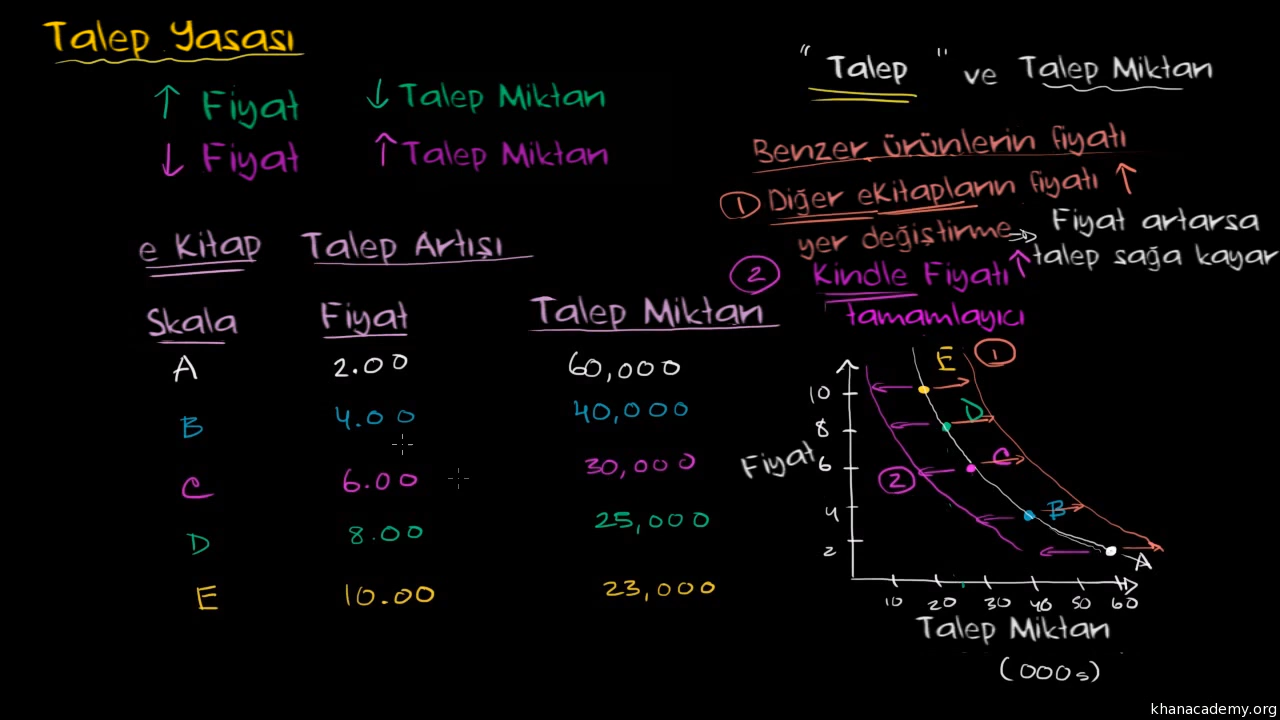 Talep Yasası
↑ Fiyat ↓ Talep Miktarı
↓ Fiyat ↑ Talep Miktarı
e Kitap Talep Artışı
Skala Fiyat Talep Miktarı
A 2.00 60,000
B 4.00 40,000
C 6.00 30,000
D 8.00 25,000
E 10.00 23,000
"Talep" ve Talep Miktarı
Benzer ürünlerin fiyatı
1 Diğer eKitapların fiyatı ↑
yer değiştirme
Fiyat artarsa
talep sağa kayar
2 Kindle Fiyatı ↑
tamamlayıcı
E 1
10
D
8
Fiyat
C
6
2
B
4
2
A
10 20 30 40 50 60
Talep Miktarı
(000s)
khanacademy.org